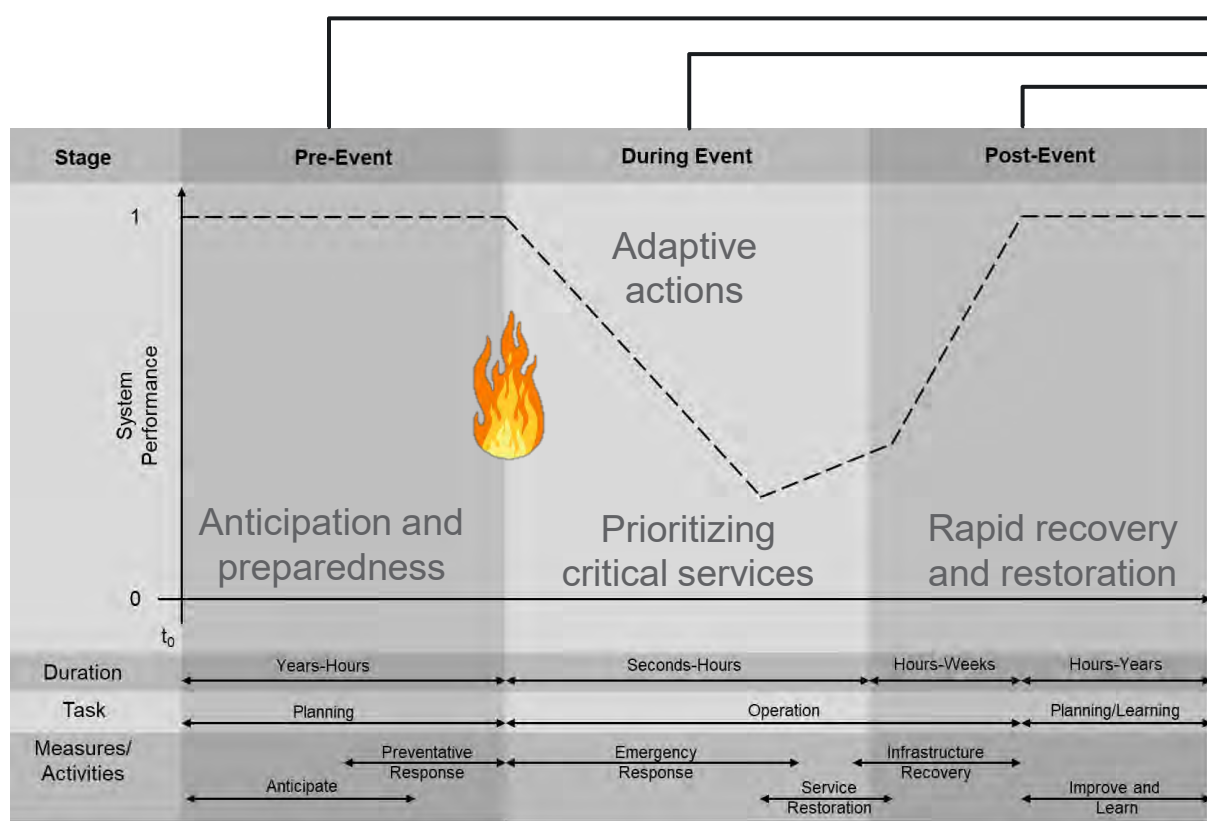 Stage
Pre-Event
During Event
Post-Event
1
System
Performance
0
t0
Adaptive
actions
Anticipation and
preparedness
Prioritizing
critical services
Rapid recovery
and restoration
Duration
Years-Hours
Seconds-Hours
Hours-Weeks
Hours-Years
Task
Planning
Operation
Planning/Learning
Measures/
Activities
Preventative
Response
Emergency
Response
Infrastructure
Recovery
Anticipate
Service
Restoration
Improve and
Learn